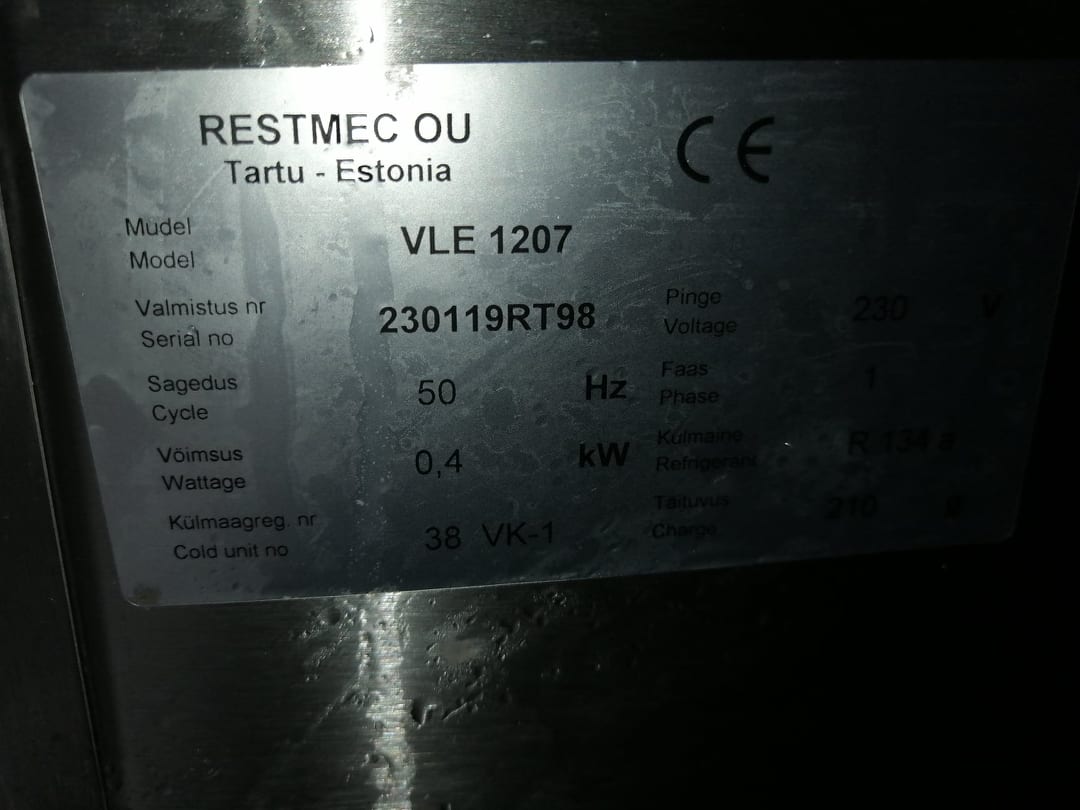 RESTMEC OU
Tartu - Estonia
CE
Mudel
Model
VLE 1207
Valmistus nr
Serial no
230119RT98
Pinge
Voltage
230 V
Sagedus
Cycle
50 Hz
Faas
Phase
1
Võimsus
Wattage
0,4 kW
Külmaine
Refrigerant
R 134 a
Külmaagreg. nr
Cold unit no
38 VK-1
Täituvus
Charge
210 g